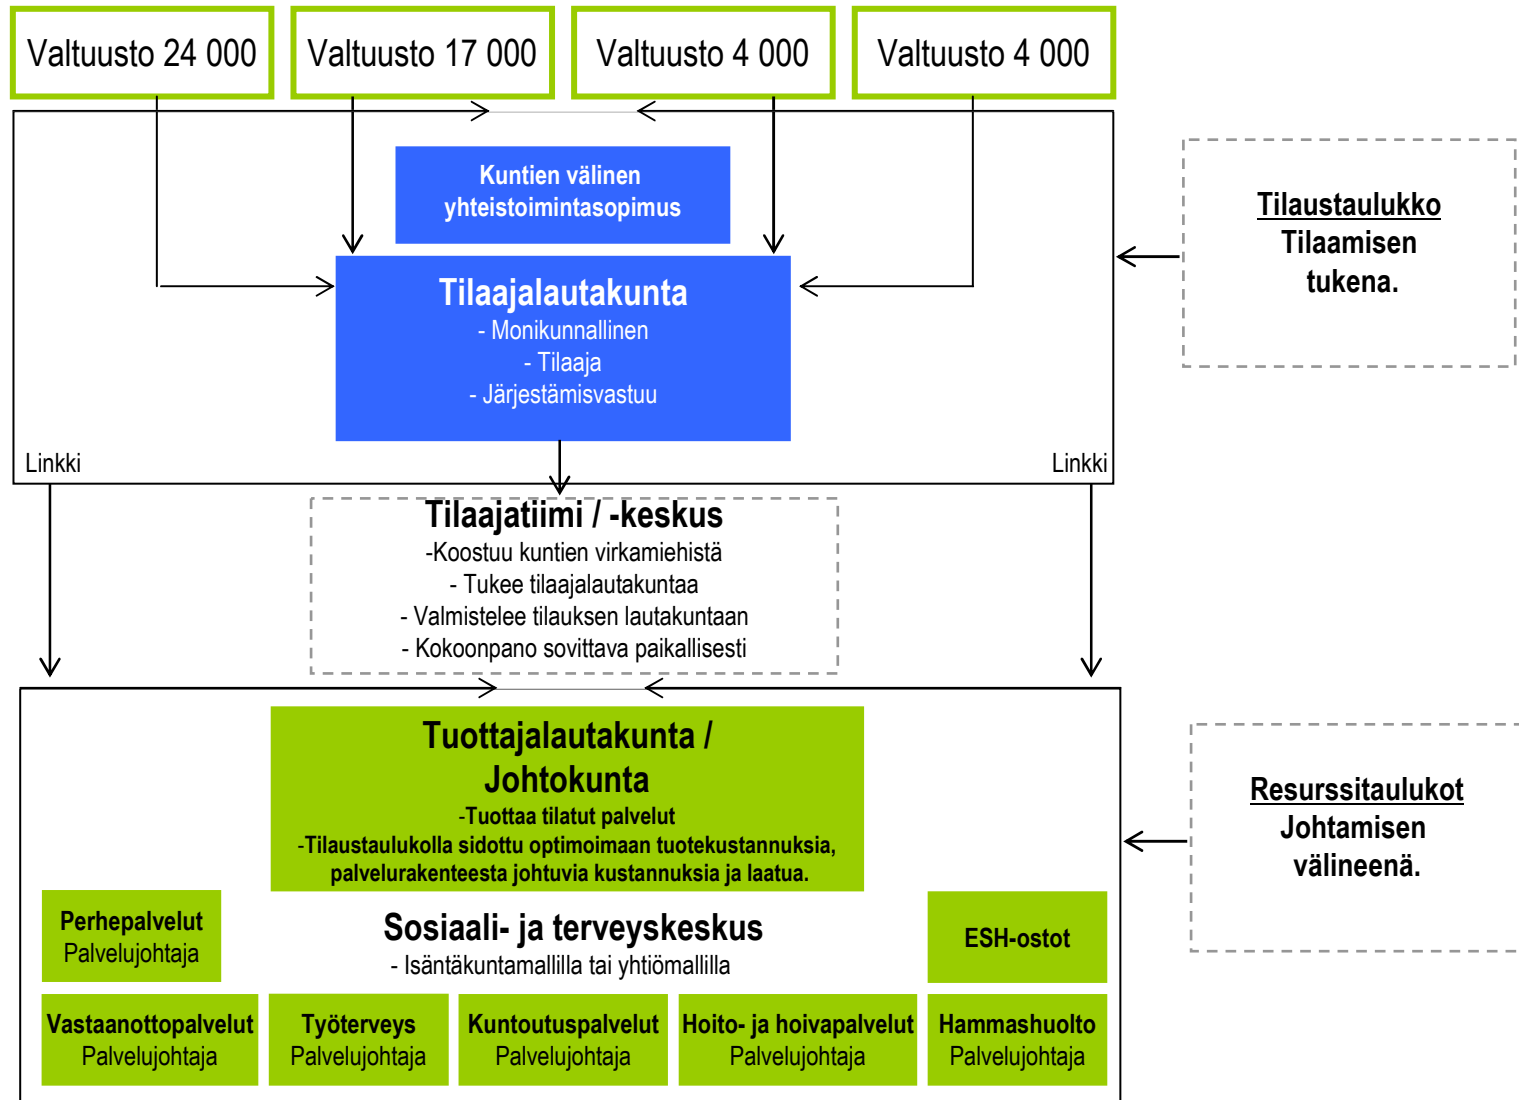 Valtuusto 24 000
Valtuusto 17 000
Valtuusto 4 000
Valtuusto 4 000
Kuntien välinen
yhteistoimintasopimus
Tilaajalautakunta
- Monikunnallinen
- Tilaaja
- Järjestämisvastuu
Linkki
Linkki
Tilaustaulukko
Tilaamisen
tukena.
Tilaajatiimi / -keskus
-Koostuu kuntien virkamiehistä
- Tukee tilaajalautakuntaa
- Valmistelee tilauksen lautakuntaan
- Kokoonpano sovittava paikallisesti
Tuottajalautakunta /
Johtokunta
-Tuottaa tilatut palvelut
-Tilaustaulukolla sidottu optimoimaan tuotekustannuksia,
palvelurakenteesta johtuvia kustannuksia ja laatua.
Resurssitaulukot
Johtamisen
välineenä.
Perhepalvelut
Palvelujohtaja
Sosiaali- ja terveyskeskus
- Isäntäkuntamallilla tai yhtiömallilla
ESH-ostot
Vastaanottopalvelut
Palvelujohtaja
Työterveys
Palvelujohtaja
Kuntoutuspalvelut
Palvelujohtaja
Hoito- ja hoivapalvelut
Palvelujohtaja
Hammashuolto
Palvelujohtaja